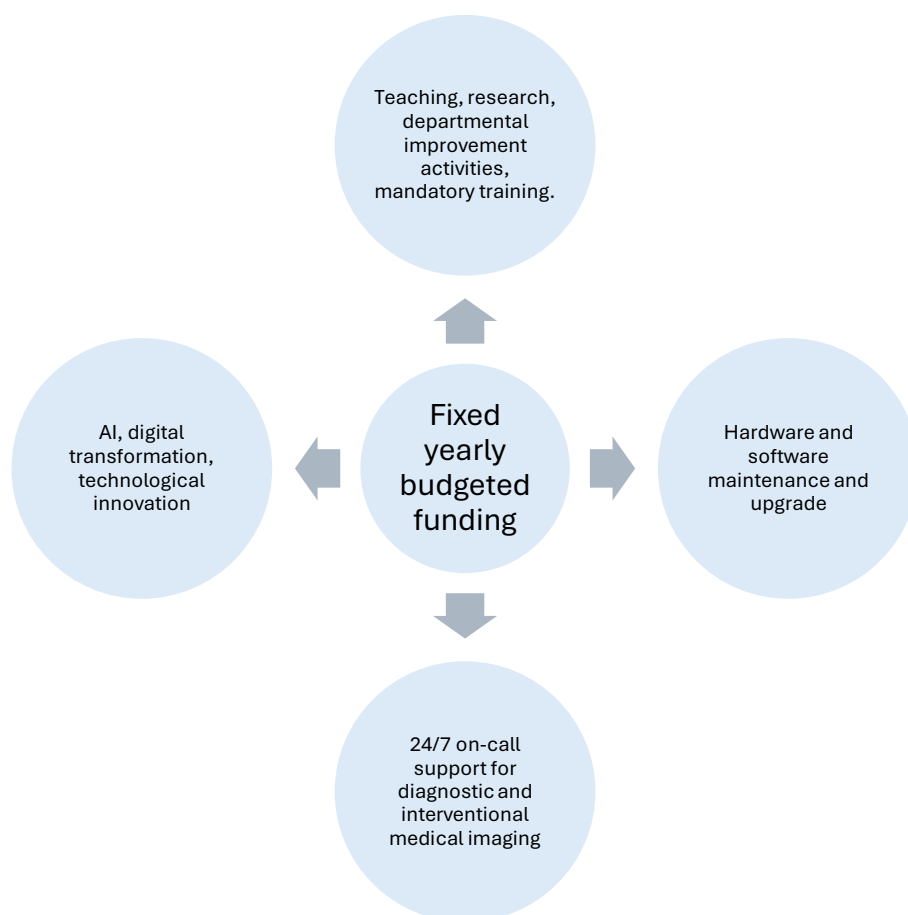 Teaching, research,
departmental
improvement
activities,
mandatory training.
AI, digital
transformation,
technological
innovation
Fixed
yearly
budgeted
funding
Hardware and
software
maintenance and
upgrade
24/7 on-call
support for
diagnostic and
interventional
medical imaging